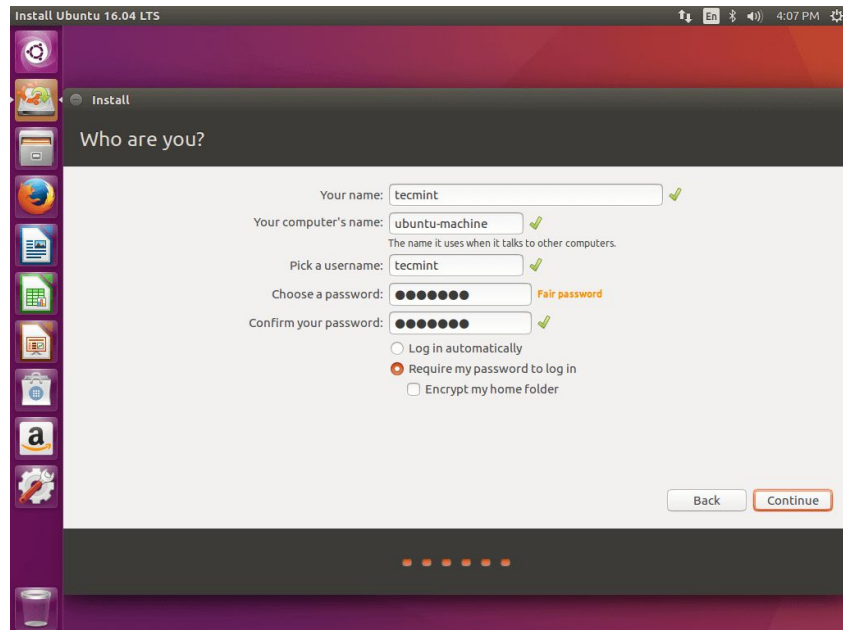 Install Ubuntu 16.04 LTS
En
4:07 PM
Install
Who are you?
Your name: tecmint
Your computer's name: ubuntu-machine
The name it uses when it talks to other computers.
Pick a username: tecmint
Choose a password: ●●●●●●● Fair password
Confirm your password: ●●●●●●●
Log in automatically
Require my password to log in
Encrypt my home folder
a
Back Continue